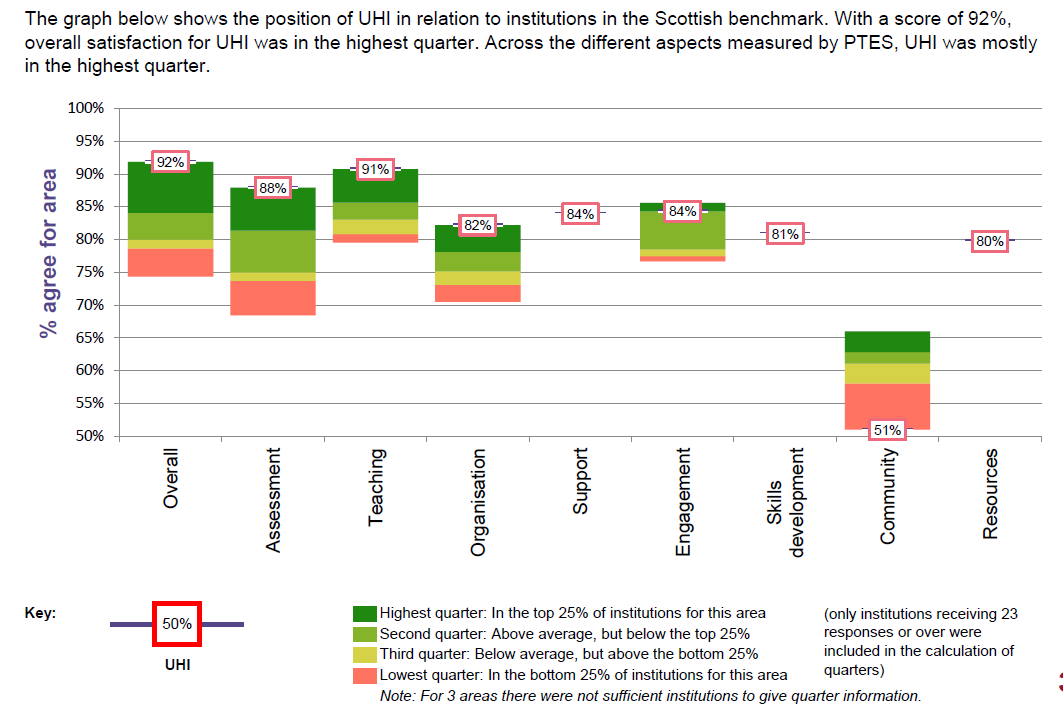 The graph below shows the position of UHI in relation to institutions in the Scottish benchmark. With a score of 92%,
overall satisfaction for UHI was in the highest quarter. Across the different aspects measured by PTES, UHI was mostly
in the highest quarter.
% agree for area
100%
95%
90%
85%
80%
75%
70%
65%
60%
55%
50%
92%
88%
91%
82%
84%
84%
81%
51%
80%
Overall
Assessment
Teaching
Organisation
Support
Engagement
Skills
development
Community
Resources
Key:
50%
UHI
Highest quarter: In the top 25% of institutions for this area
Second quarter: Above average, but below the top 25%
Third quarter: Below average, but above the bottom 25%
Lowest quarter: In the bottom 25% of institutions for this area
Note: For 3 areas there were not sufficient institutions to give quarter information.
(only institutions receiving 23
responses or over were
included in the calculation of
quarters)